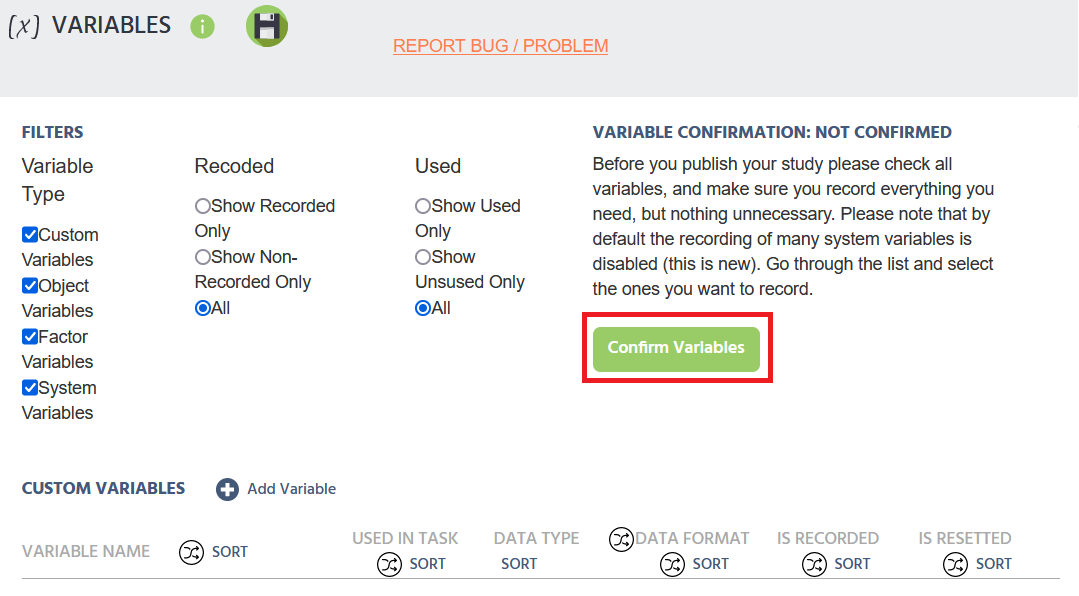 (x) VARIABLES i
REPORT BUG / PROBLEM
FILTERS
Variable
Type
Custom
Variables
Object
Variables
Factor
Variables
System
Variables
Recoded
Show Recorded
Only
Show Non-
Recorded Only
All
Used
Show Used
Only
Show
Unsused Only
All
VARIABLE CONFIRMATION: NOT CONFIRMED
Before you publish your study please check all
variables, and make sure you record everything you
need, but nothing unnecessary. Please note that by
default the recording of many system variables is
disabled (this is new). Go through the list and select
the ones you want to record.
Confirm Variables
CUSTOM VARIABLES Add Variable
VARIABLE NAME SORT
USED IN TASK SORT
DATA TYPE SORT
DATA FORMAT SORT
IS RECORDED SORT
IS RESETTED SORT